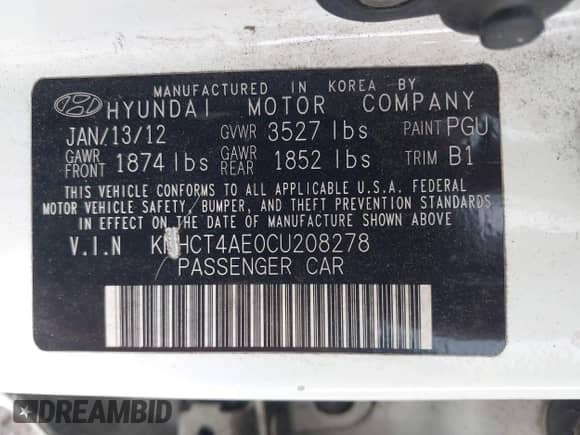 MANUFACTURED IN KOREA BY
HYUNDAI MOTOR COMPANY
JAN/13/12 GVWR 3527 lbs PAINT PGU
GAWR FRONT 1874 lbs GAWR REAR 1852 lbs TRIM B1
THIS VEHICLE CONFORMS TO ALL APPLICABLE U.S.A. FEDERAL
MOTOR VEHICLE SAFETY, BUMPER, AND THEFT PREVENTION STANDARDS
IN EFFECT ON THE DATE OF MANUFACTURE SHOWN ABOVE.
V.I.N KMHCT4AE0CU208278
PASSENGER CAR
DREAMBID